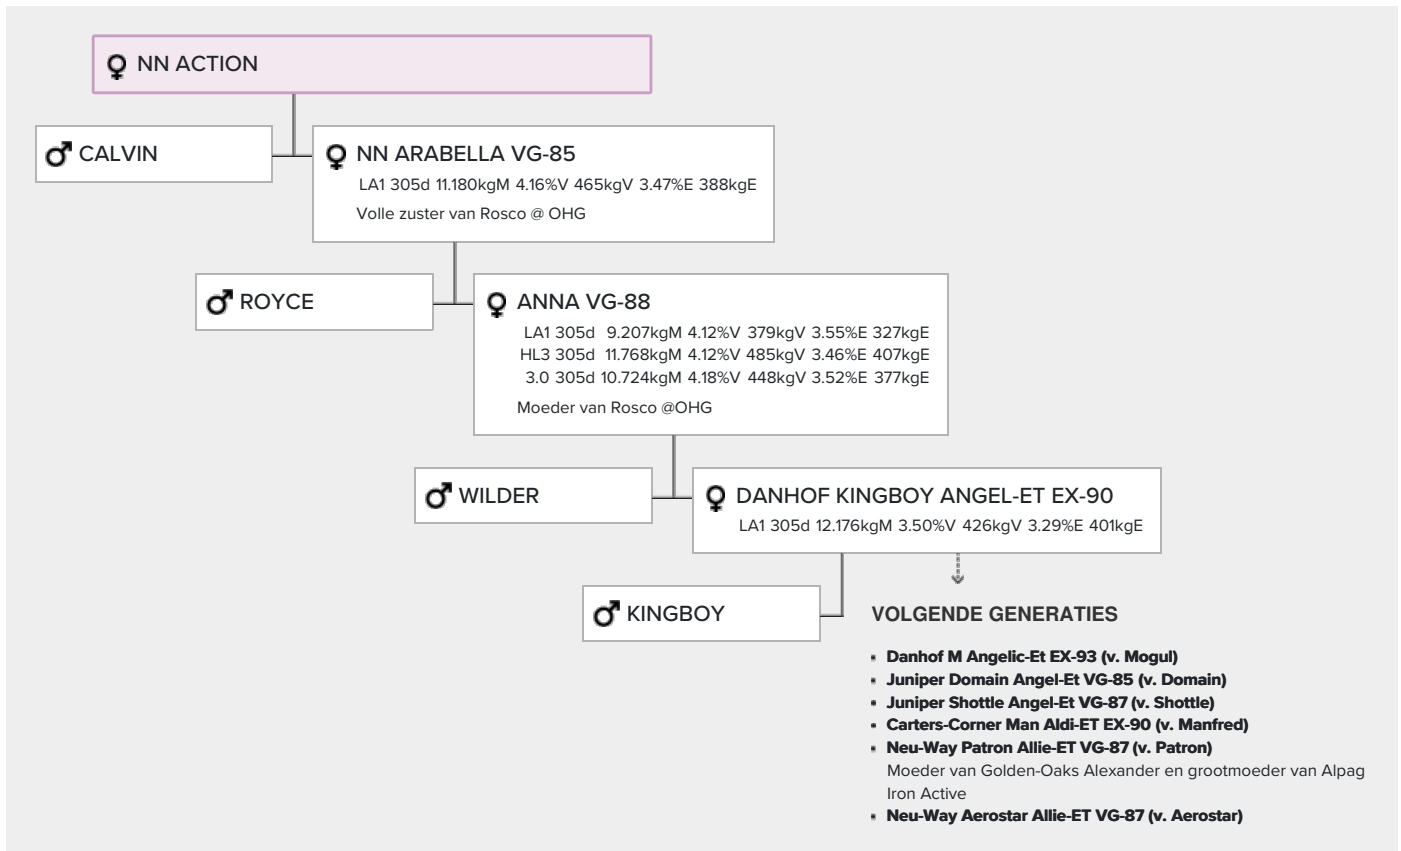 NN ACTION
CALVIN
NN ARABELLA VG-85
LA1 305d 11.180kgM 4.16%V 465kgV 3.47%E 388kgE
Volle zuster van Rosco @ OHG
ROYCE
ANNA VG-88
LA1 305d 9.207kgM 4.12%V 379kgV 3.55%E 327kgE
HL3 305d 11.768kgM 4.12%V 485kgV 3.46%E 407kgE
3.0 305d 10.724kgM 4.18%V 448kgV 3.52%E 377kgE
Moeder van Rosco @OHG
WILDER
DANHOF KINGBOY ANGEL-ET EX-90
LA1 305d 12.176kgM 3.50%V 426kgV 3.29%E 401kgE
KINGBOY
VOLGENDE GENERATIES
Danhof M Angelic-Et EX-93 (v. Mogul)
Juniper Domain Angel-Et VG-85 (v. Domain)
Juniper Shottle Angel-Et VG-87 (v. Shottle)
Carters-Corner Man Aldi-ET EX-90 (v. Manfred)
Neu-Way Patron Allie-ET VG-87 (v. Patron)
Moeder van Golden-Oaks Alexander en grootmoeder van Alpag
Iron Active
Neu-Way Aerostar Allie-ET VG-87 (v. Aerostar)